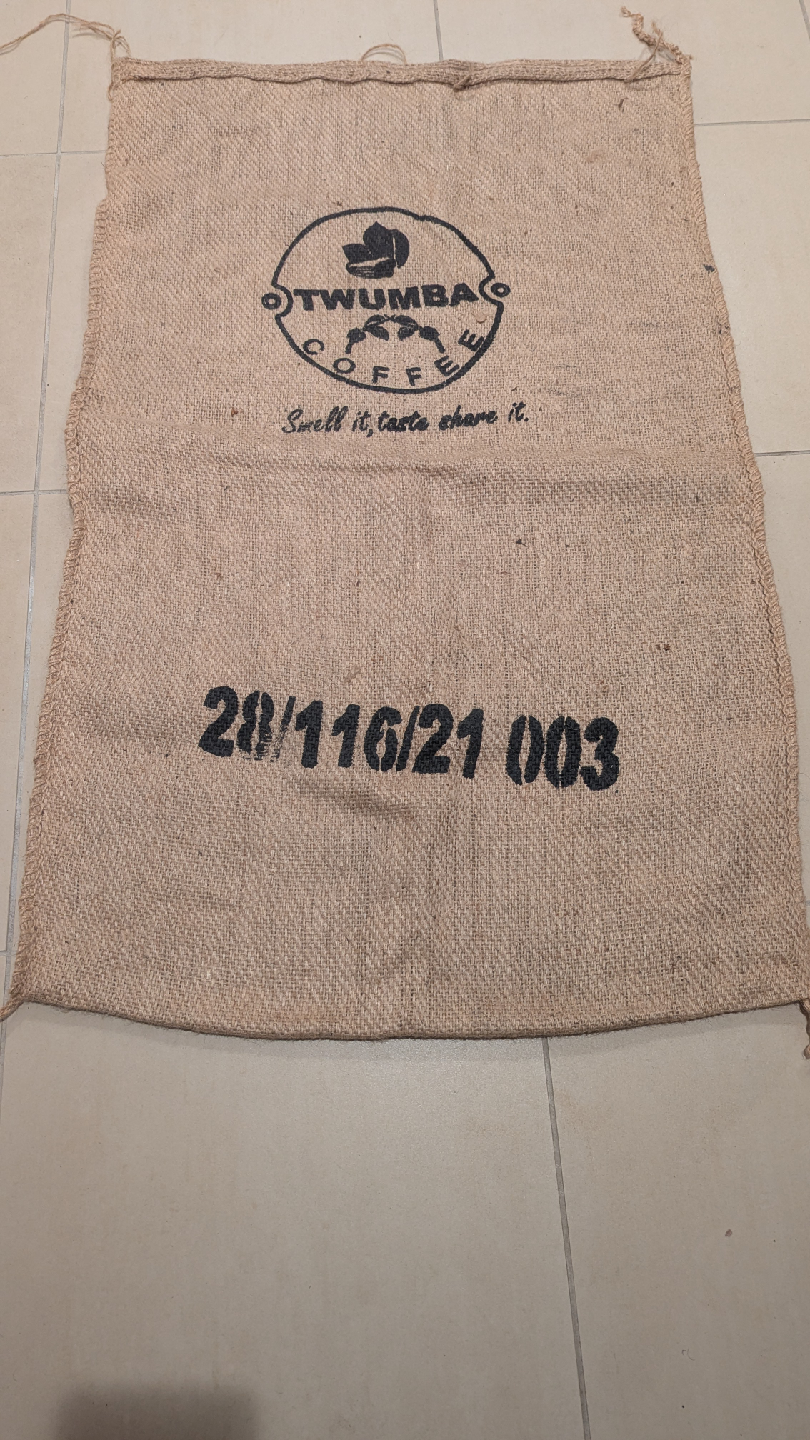 TWUMBA
COFFEE
Smell it, taste share it.
28/116/21 003